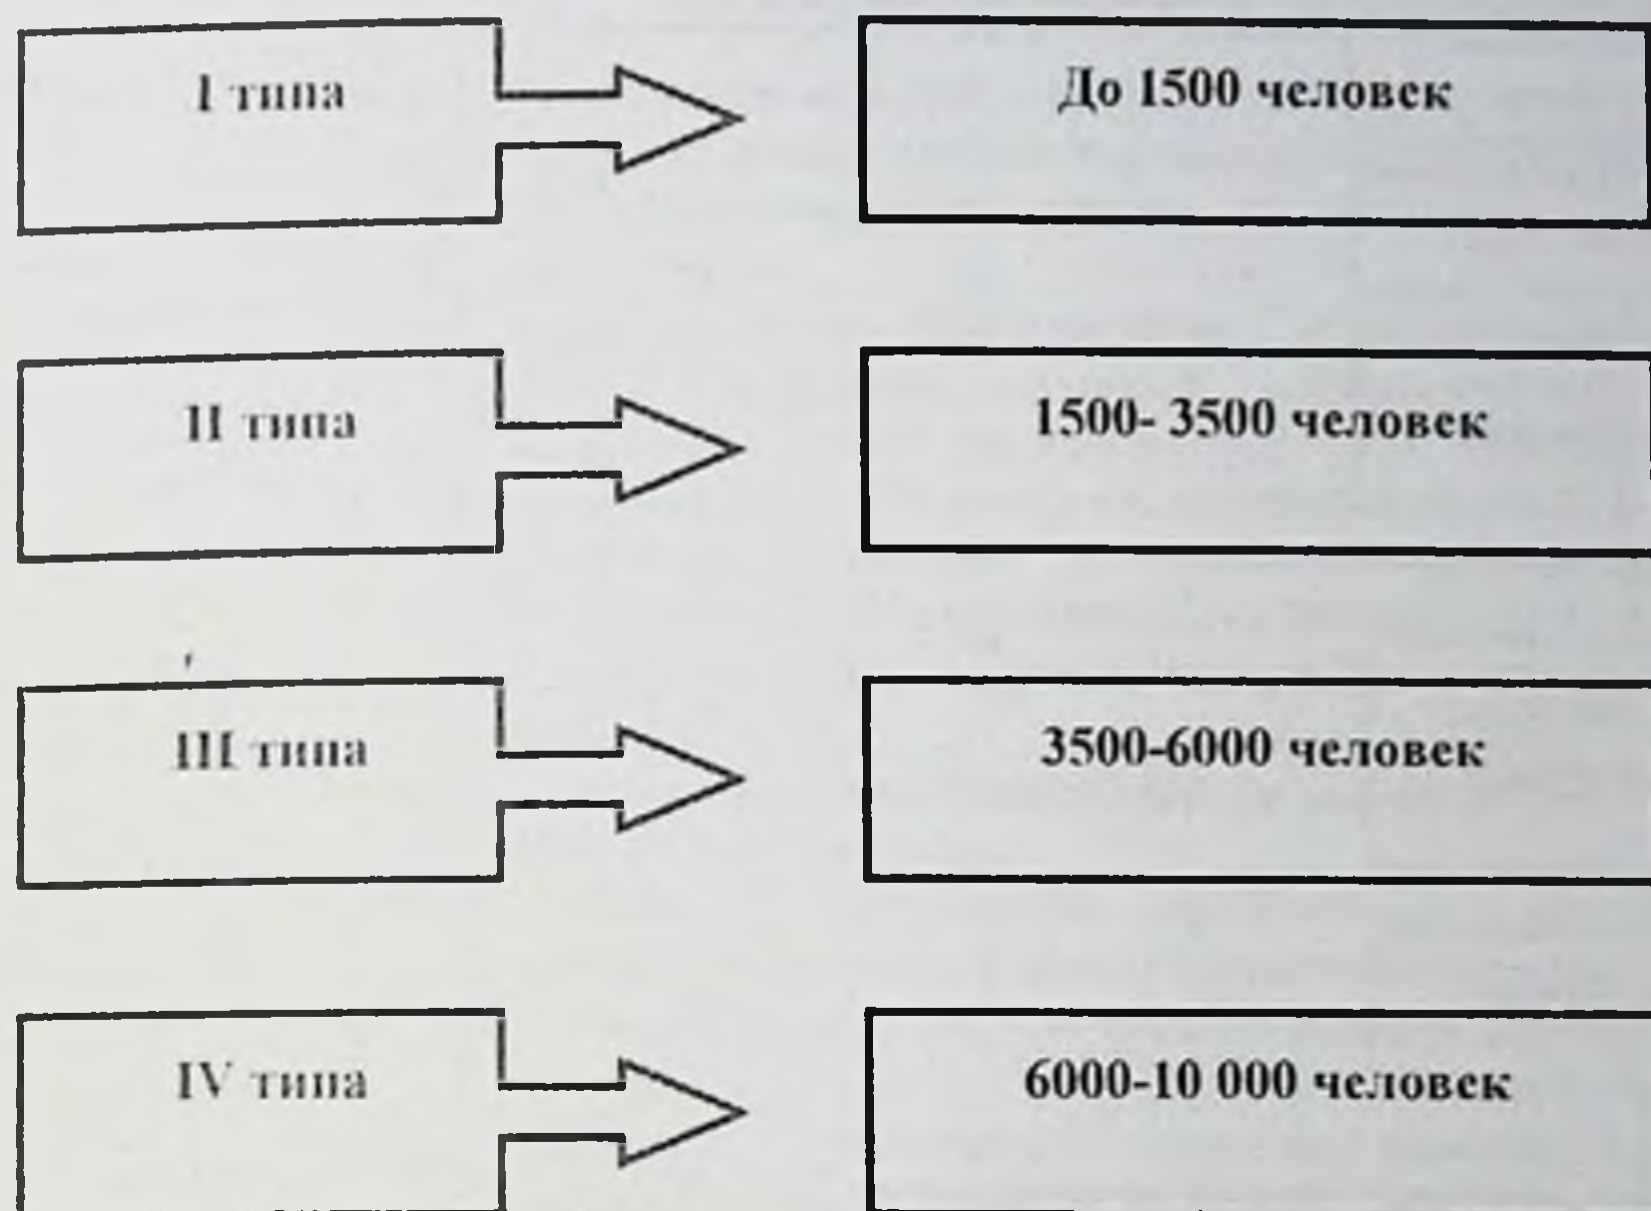 I типа
До 1500 человек
II типа
1500- 3500 человек
III типа
3500-6000 человек
IV типа
6000-10 000 человек